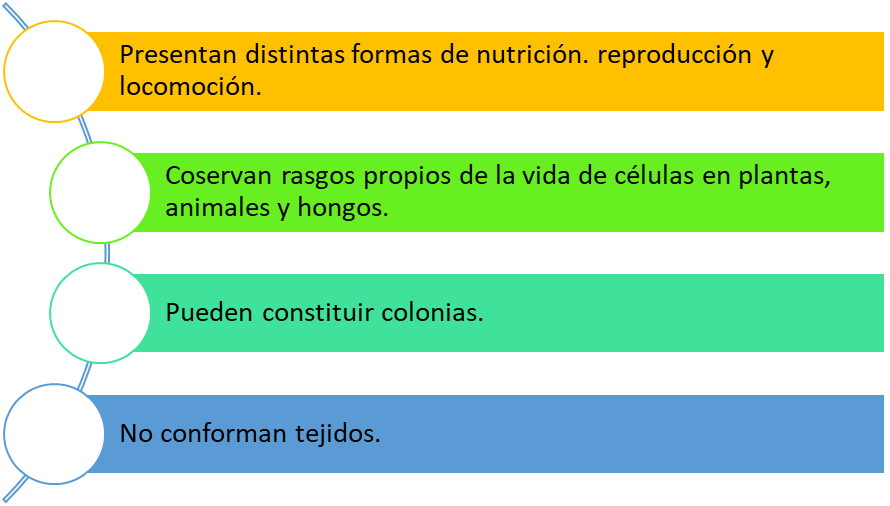 Presentan distintas formas de nutrición. reproducción y
locomoción.
Coservan rasgos propios de la vida de células en plantas,
animales y hongos.
Pueden constituir colonias.
No conforman tejidos.